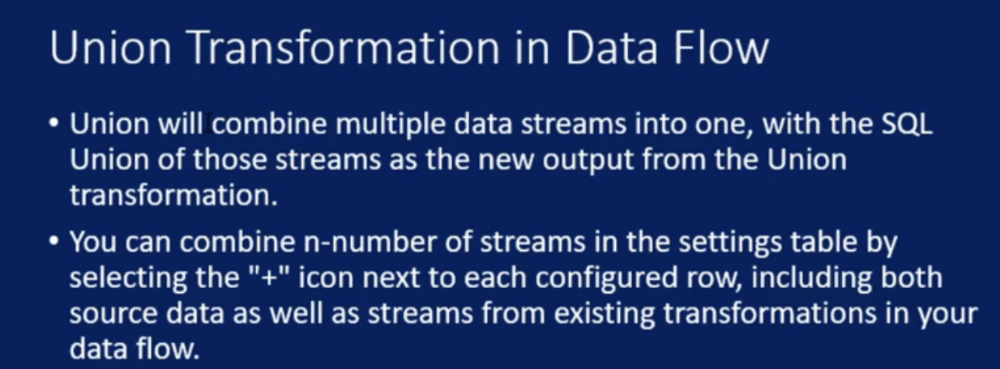 Union Transformation in Data Flow
• Union will combine multiple data streams into one, with the SQL
Union of those streams as the new output from the Union
transformation.
• You can combine n-number of streams in the settings table by
selecting the "+" icon next to each configured row, including both
source data as well as streams from existing transformations in your
data flow.